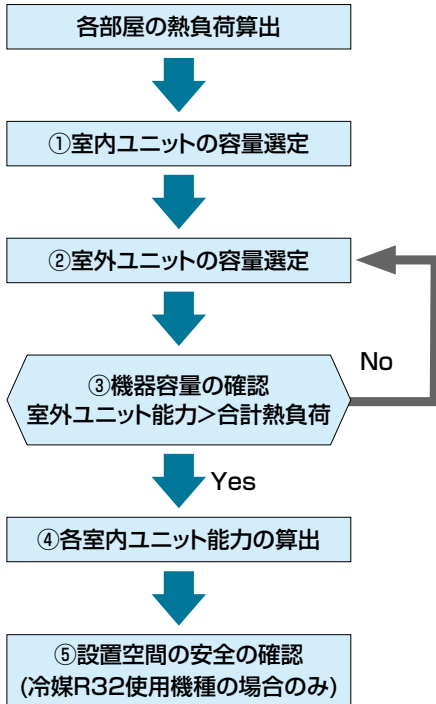 各部屋の熱負荷算出
①室内ユニットの容量選定
②室外ユニットの容量選定
③機器容量の確認
室外ユニット能力＞合計熱負荷
No
Yes
④各室内ユニット能力の算出
⑤設置空間の安全の確認
(冷媒R32使用機種の場合のみ)